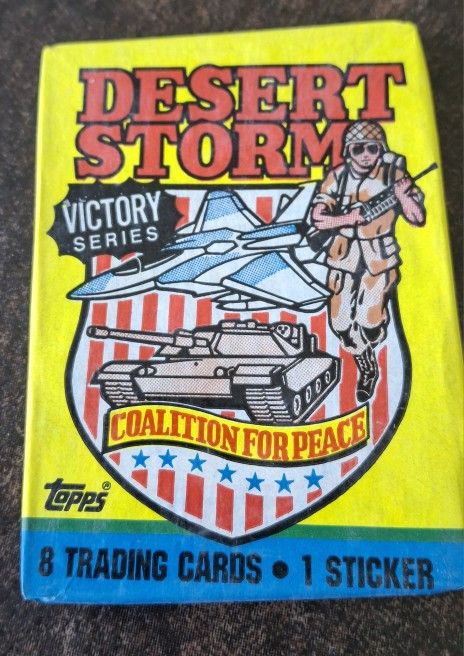 DESERT
STORM
VICTORY
SERIES
COALITION FOR PEACE
Topps®
8 TRADING CARDS • 1 STICKER